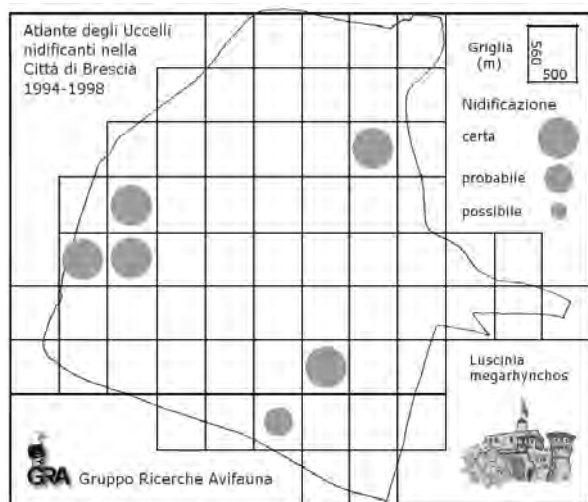 Atlante degli Uccelli
nidificanti nella
Città di Brescia
1994-1998
Griglia
(m)
560
500
Nidificazione
certa
probabile
possibile
Luscinia
megarhynchos
GRA Gruppo Ricerche Avifauna